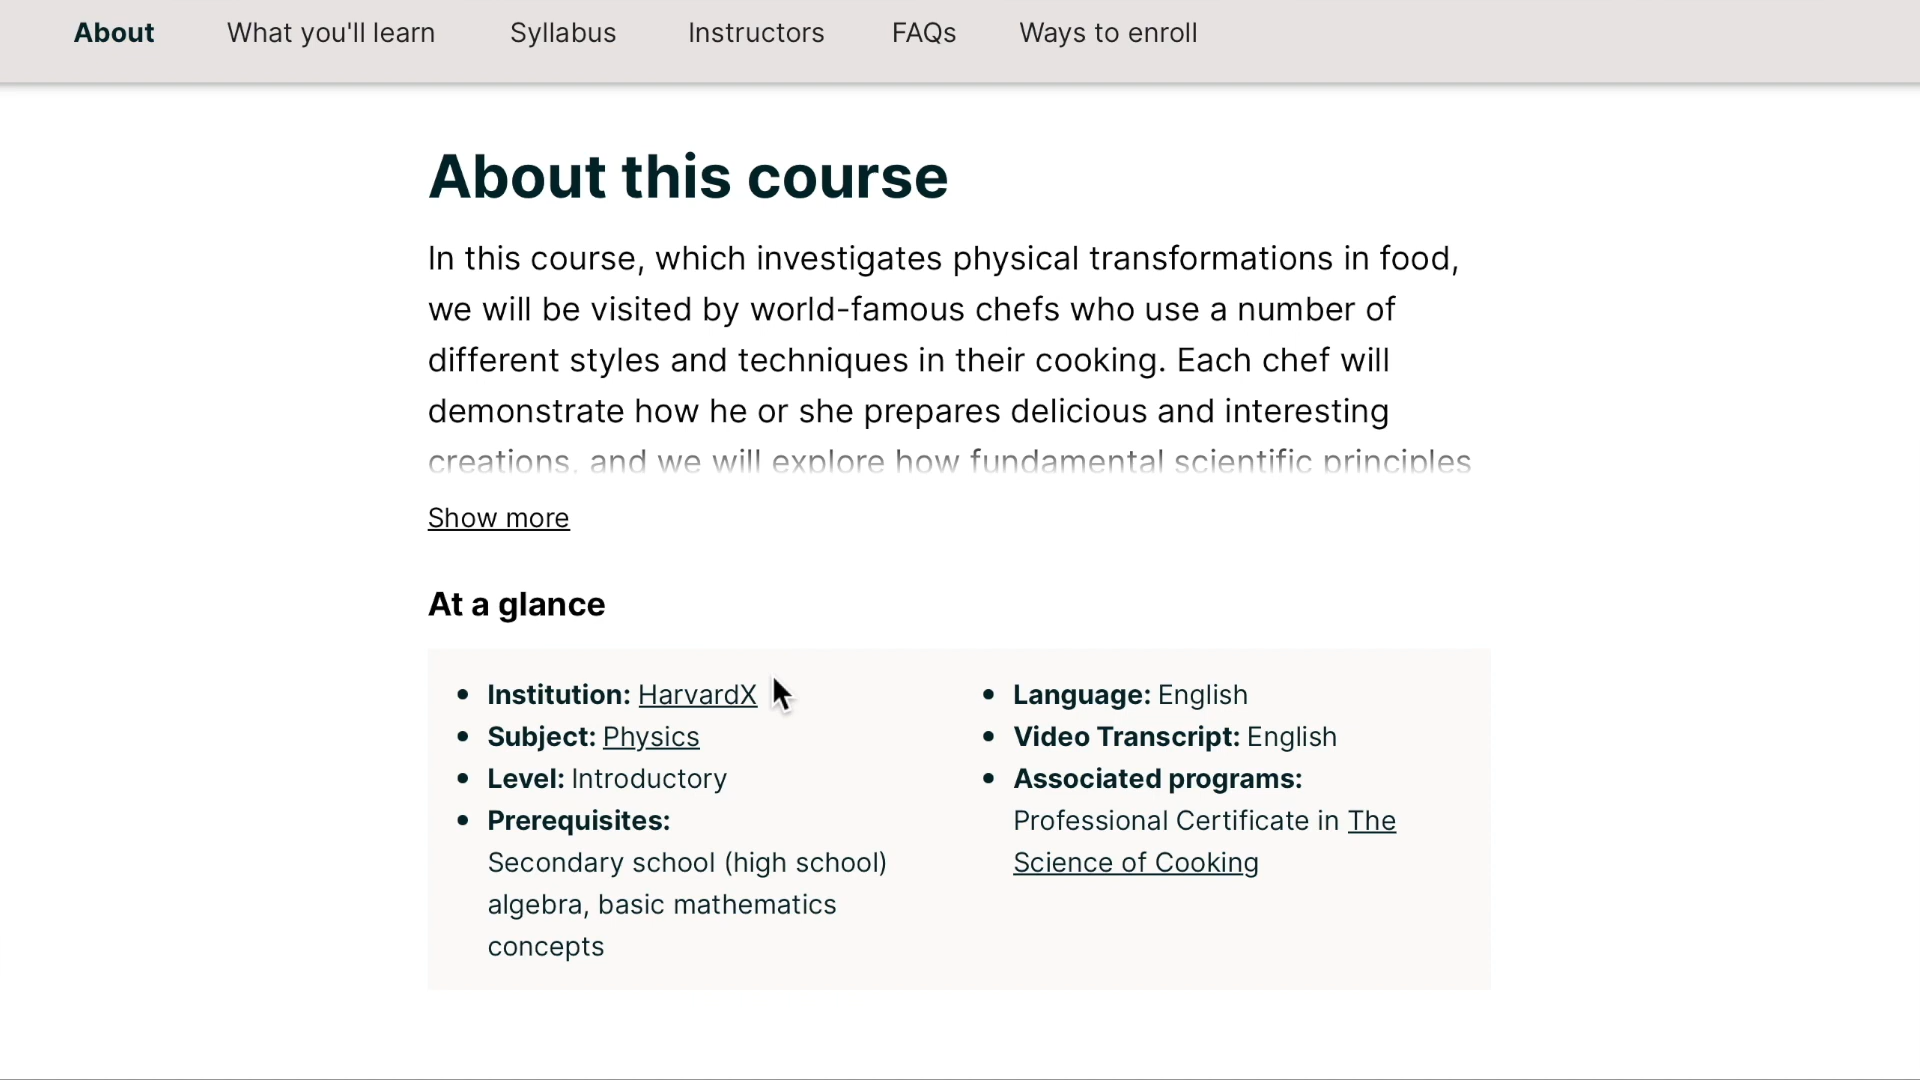 About What you'll learn Syllabus Instructors FAQs Ways to enroll
About this course
In this course, which investigates physical transformations in food,
we will be visited by world-famous chefs who use a number of
different styles and techniques in their cooking. Each chef will
demonstrate how he or she prepares delicious and interesting
creations, and we will explore how fundamental scientific principles
Show more
At a glance
Institution: HarvardX
Subject: Physics
Level: Introductory
Prerequisites:
Secondary school (high school)
algebra, basic mathematics
concepts
Language: English
Video Transcript: English
Associated programs:
Professional Certificate in The
Science of Cooking